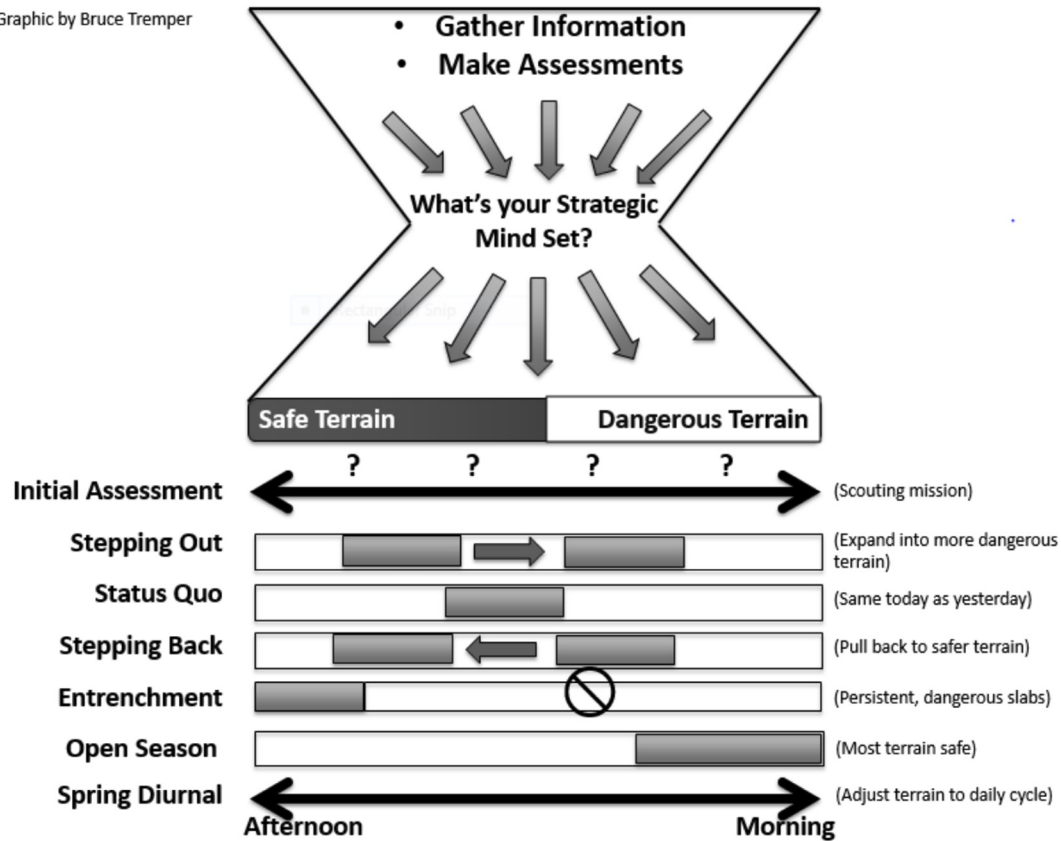 Graphic by Bruce Tremper
• Gather Information
• Make Assessments
What's your Strategic
Mind Set?
Rectangular Snip
Safe Terrain Dangerous Terrain
? ? ? ?
Initial Assessment (Scouting mission)
Stepping Out (Expand into more dangerous
terrain)
Status Quo (Same today as yesterday)
Stepping Back (Pull back to safer terrain)
Entrenchment (Persistent, dangerous slabs)
Open Season (Most terrain safe)
Spring Diurnal (Adjust terrain to daily cycle)
Afternoon Morning